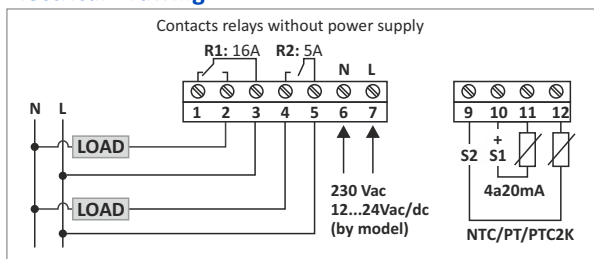 Contacts relays without power supply
R1: 16A R2: 5A
N L
1 2 3 4 5 6 7
9 10 11 12
N L
LOAD
LOAD
230 Vac
12...24Vac/dc
(by model)
S2
+
S1
4a20mA
NTC/PT/PTC2K